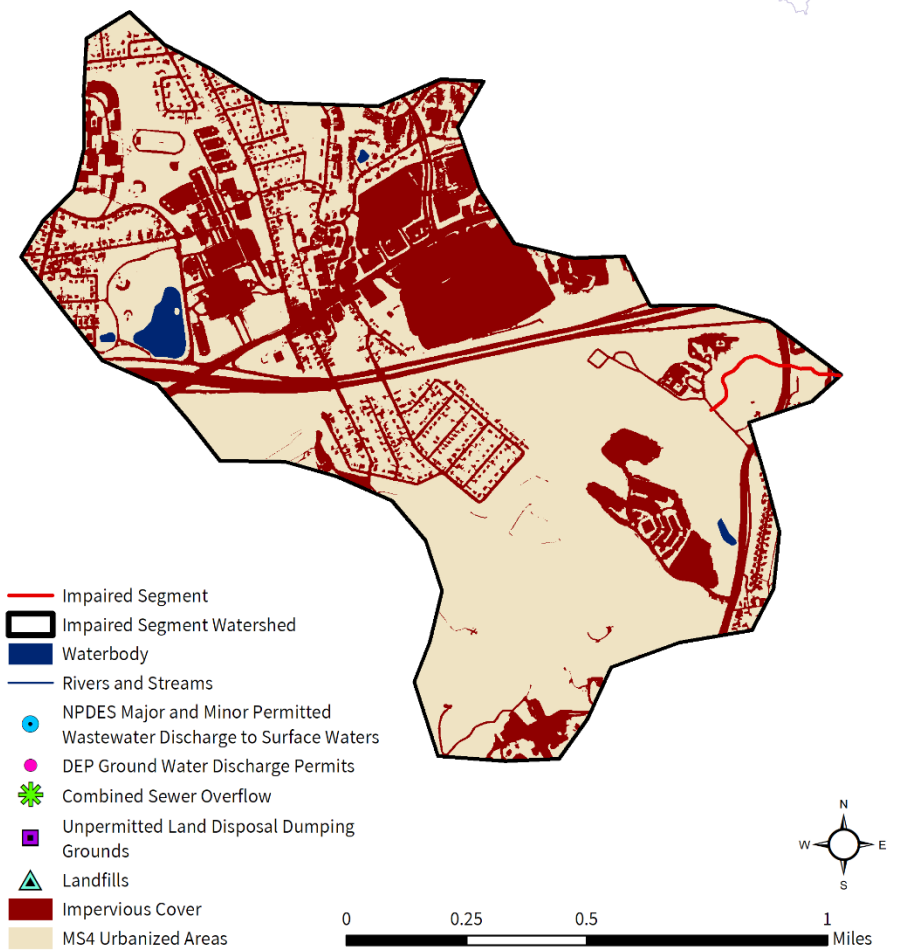 Impaired Segment
Impaired Segment Watershed
Waterbody
Rivers and Streams
NPDES Major and Minor Permitted
Wastewater Discharge to Surface Waters
DEP Ground Water Discharge Permits
Combined Sewer Overflow
Unpermitted Land Disposal Dumping
Grounds
Landfills
Impervious Cover
MS4 Urbanized Areas
N
W E
S
0 0.25 0.5 1
Miles